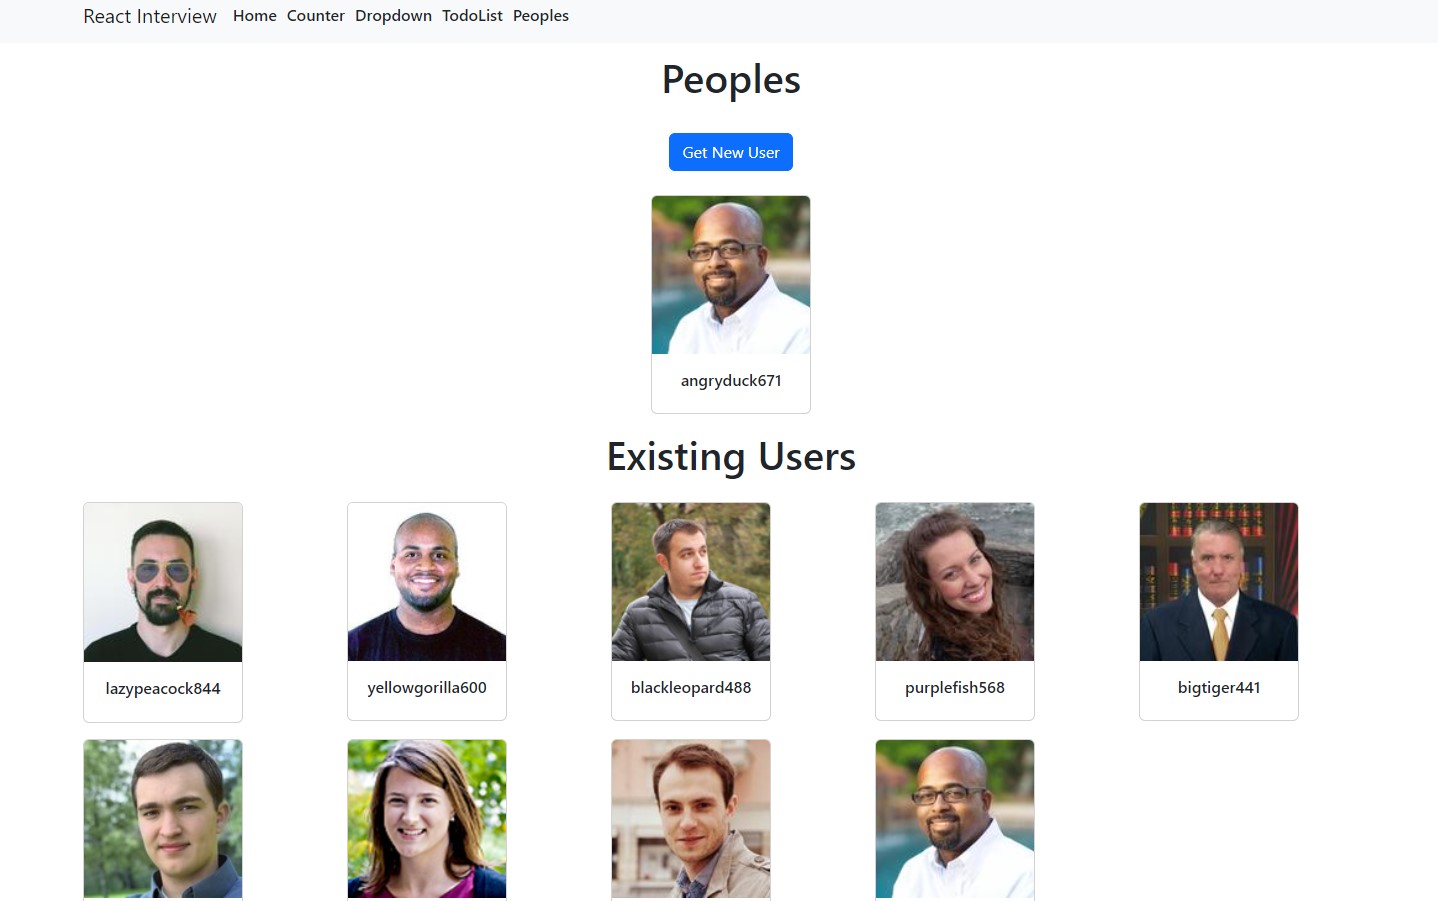 React Interview Home Counter Dropdown TodoList Peoples
Peoples
Get New User
angryduck671
Existing Users
lazypeacock844 yellowgorilla600 blackleopard488 purplefish568 bigtiger441